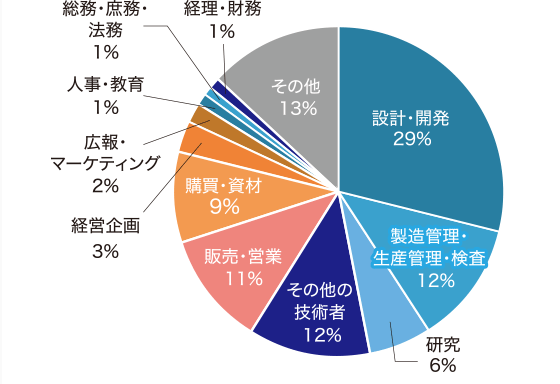 総務・庶務・
法務
1%
経理・財務
1%
人事・教育
1%
広報・
マーケティング
2%
経営企画
3%
購買・資材
9%
販売・営業
11%
その他の
技術者
12%
研究
6%
製造管理・
生産管理・検査
12%
設計・開発
29%
その他
13%